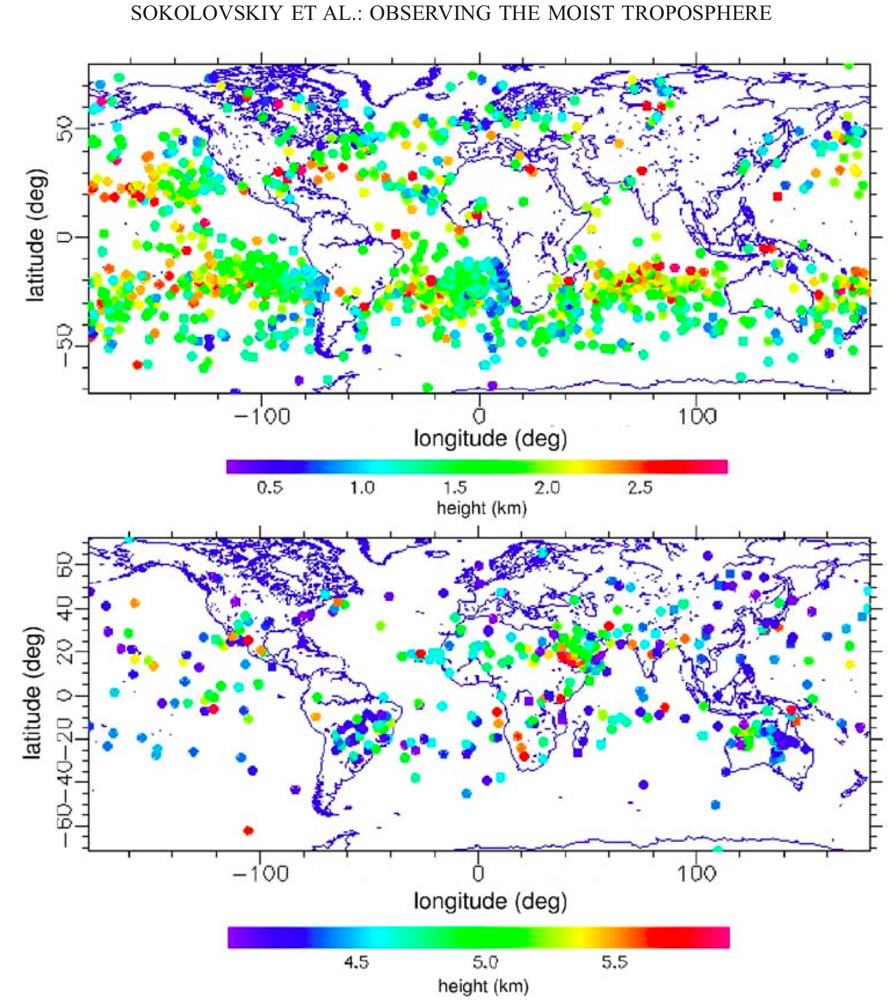 SOKOLOVSKIY ET AL.: OBSERVING THE MOIST TROPOSPHERE
50
0
−50
latitude (deg)
−100 0 100
longitude (deg)
0.5 1.0 1.5 2.0 2.5
height (km)
60
40
20
0
−20
−40
−60
latitude (deg)
−100 0 100
longitude (deg)
4.5 5.0 5.5
height (km)